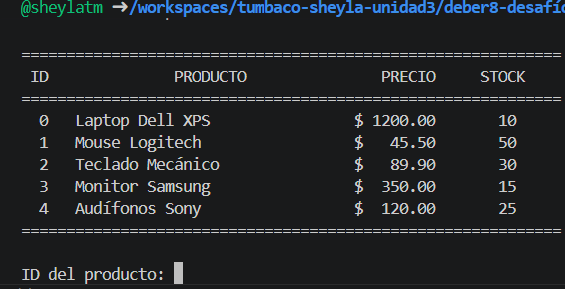 @sheylatm ➜/workspaces/tumbaco-sheyla-unidad3/deber8-desafío
============================================================
ID PRODUCTO PRECIO STOCK
============================================================
0 Laptop Dell XPS $ 1200.00 10
1 Mouse Logitech $ 45.50 50
2 Teclado Mecánico $ 89.90 30
3 Monitor Samsung $ 350.00 15
4 Audífonos Sony $ 120.00 25
============================================================
ID del producto: